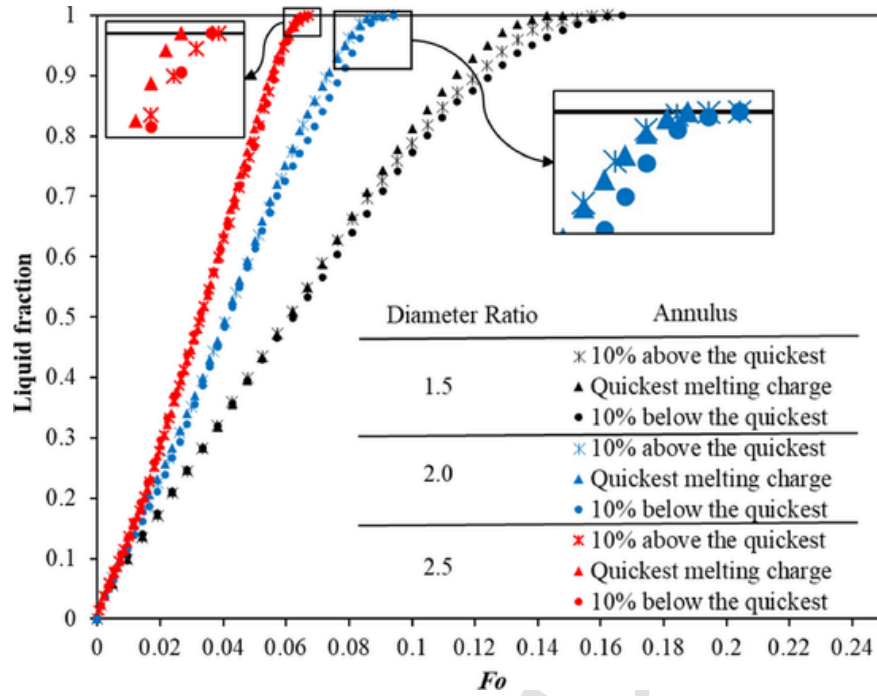 1
0.9
0.8
0.7
0.6
0.5
0.4
0.3
0.2
0.1
0
Liquid fraction
Diameter Ratio Annulus
10% above the quickest
1.5 Quickest melting charge
10% below the quickest
10% above the quickest
2.0 Quickest melting charge
10% below the quickest
10% above the quickest
2.5 Quickest melting charge
10% below the quickest
0 0.02 0.04 0.06 0.08 0.1 0.12 0.14 0.16 0.18 0.2 0.22 0.24
Fo